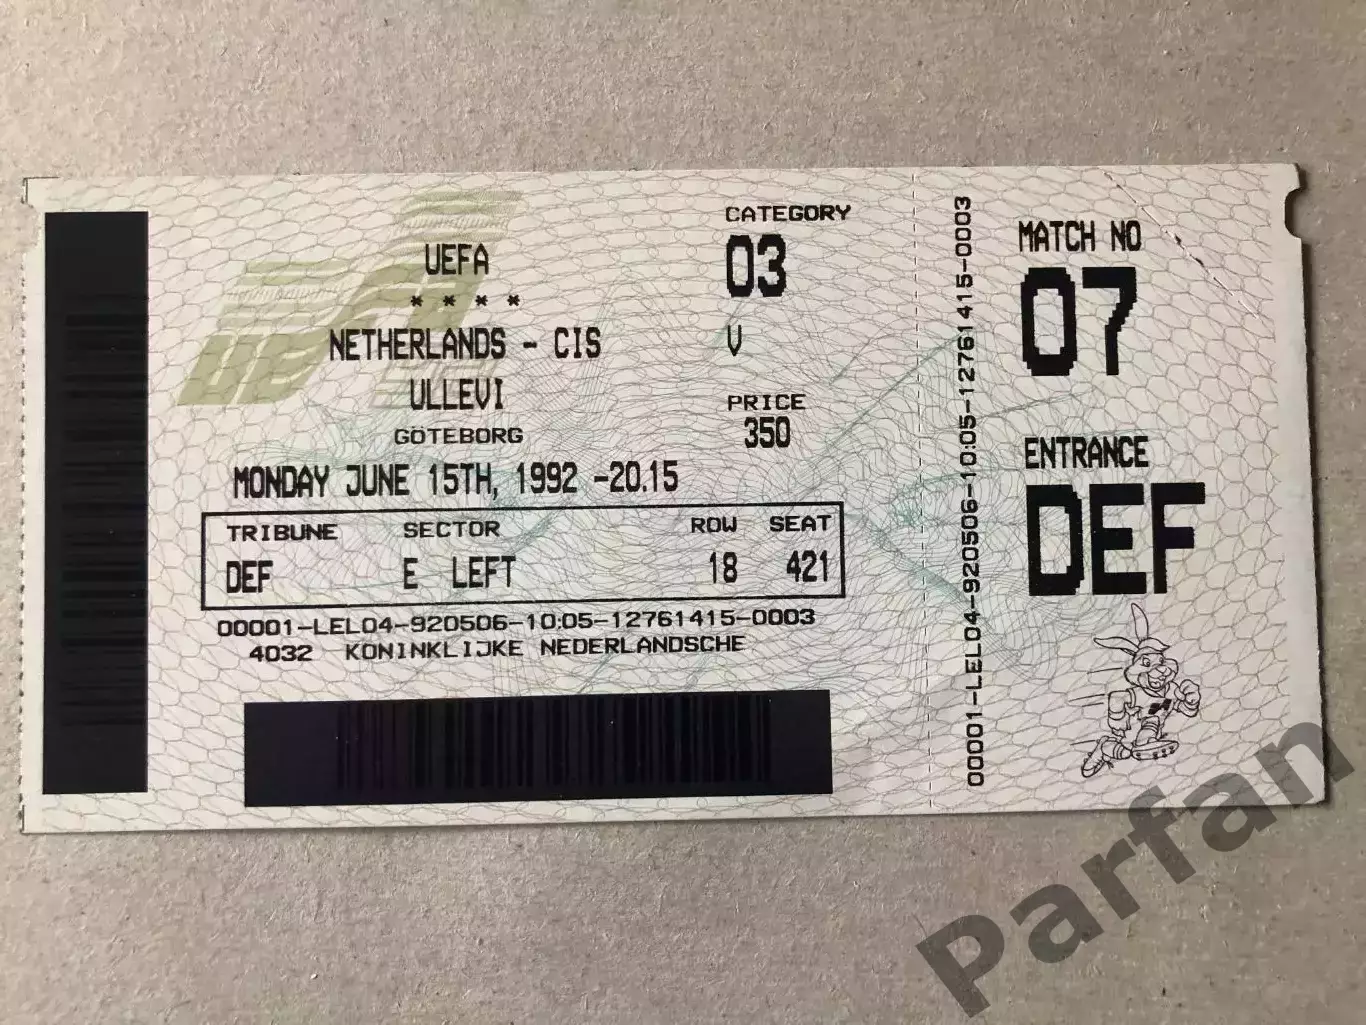 UEFA
* * * *
NETHERLANDS - CIS
ULLEVI
GÖTEBORG
MONDAY JUNE 15TH, 1992 -20.15
CATEGORY
03
V
PRICE
350
TRIBUNE SECTOR ROW SEAT
DEF E LEFT 18 421
00001-LEL04-920506-10:05-12761415-0003
4032 KONINKLIJKE NEDERLANDSCHE
00001-LEL04-920506-10:05-12761415-0003
MATCH NO
07
ENTRANCE
DEF
Parfan